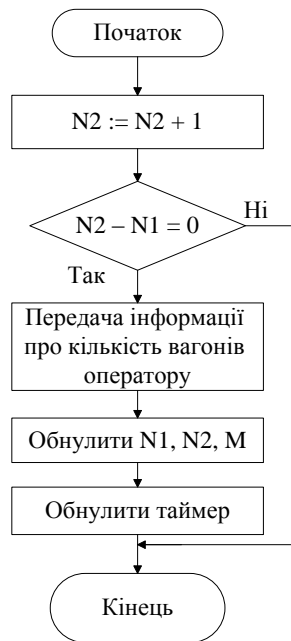 Початок
N2 := N2 + 1
N2 – N1 = 0
Ні
Так
Передача інформації
про кількість вагонів
оператору
Обнулити N1, N2, M
Обнулити таймер
Кінець